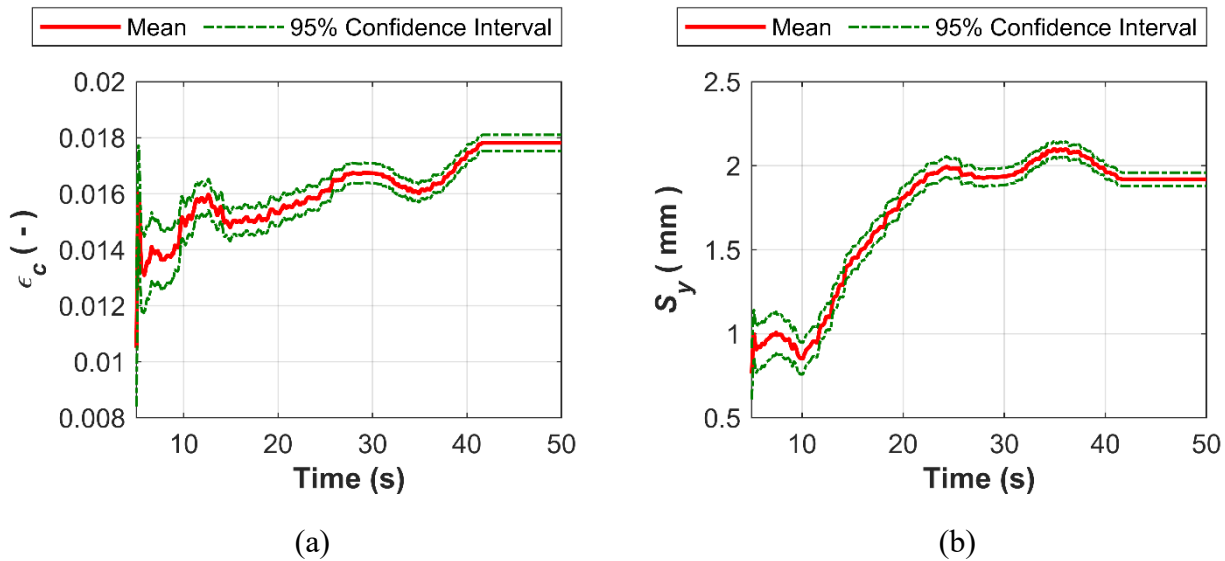 Mean 95% Confidence Interval
0.02
0.018
0.016
0.014
0.012
0.01
0.008
ϵc ( - )
10 20 30 40 50
Time (s)
(a)
Mean 95% Confidence Interval
2.5
2
1.5
1
0.5
Sy ( mm )
10 20 30 40 50
Time (s)
(b)